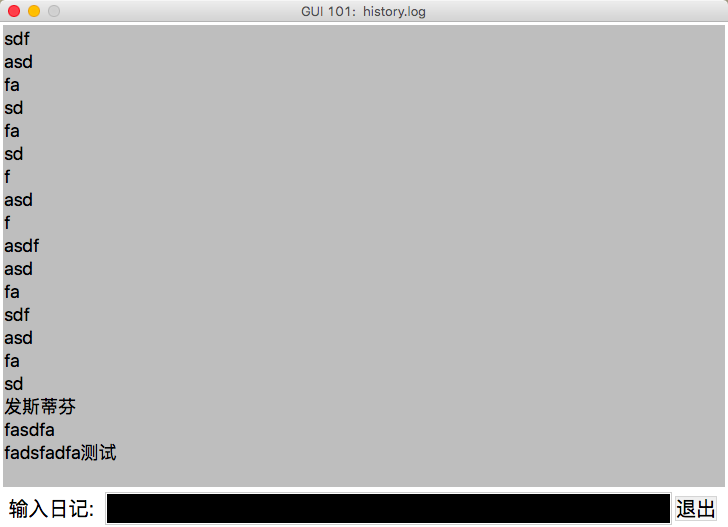 GUI 101: history.log
sdf
asd
fa
sd
fa
sd
f
asd
f
asdf
asd
fa
sdf
asd
fa
sd
发斯蒂芬
fasdfa
fadsfadfa测试
输入日记: 退出